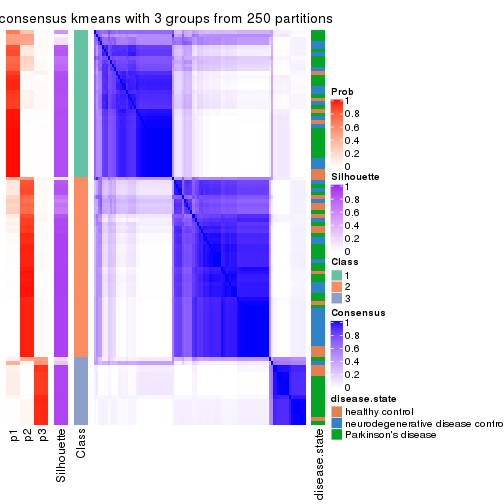 consensus kmeans with 3 groups from 250 partitions
Prob
1
0.8
0.6
0.4
0.2
0
Silhouette
1
0.8
0.6
0.4
0.2
0
Class
1
2
3
Consensus
1
0.8
0.6
0.4
0.2
0
disease.state
healthy control
neurodegenerative disease contro
Parkinson's disease
p1
p2
p3
Silhouette
Class
disease.state